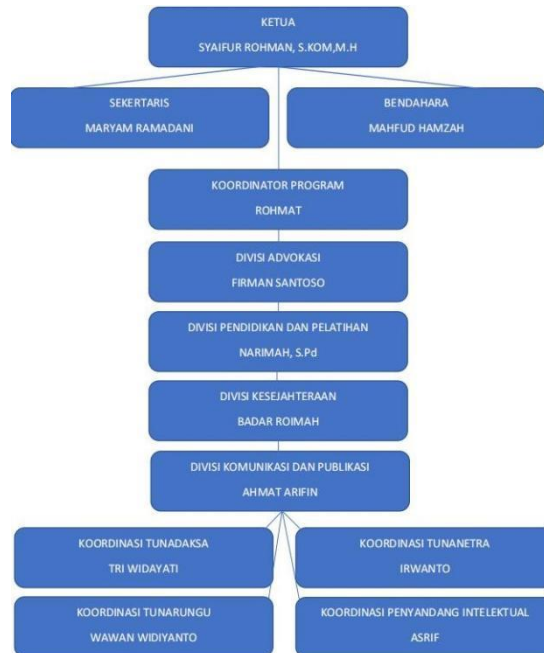 KETUA
SYAIFUR ROHMAN, S.KOM,M.H
SEKERTARIS
MARYAM RAMADANI
BENDAHARA
MAHFUD HAMZAH
KOORDINATOR PROGRAM
ROHMAT
DIVISI ADVOKASI
FIRMAN SANTOSO
DIVISI PENDIDIKAN DAN PELATIHAN
NARIMAH, S.Pd
DIVISI KESEJAHTERAAN
BADAR ROIMAH
DIVISI KOMUNIKASI DAN PUBLIKASI
AHMAT ARIFIN
KOORDINASI TUNADAKSA
TRI WIDAYATI
KOORDINASI TUNANETRA
IRWANTO
KOORDINASI TUNARUNGU
WAWAN WIDIYANTO
KOORDINASI PENYANDANG INTELEKTUAL
ASRIF